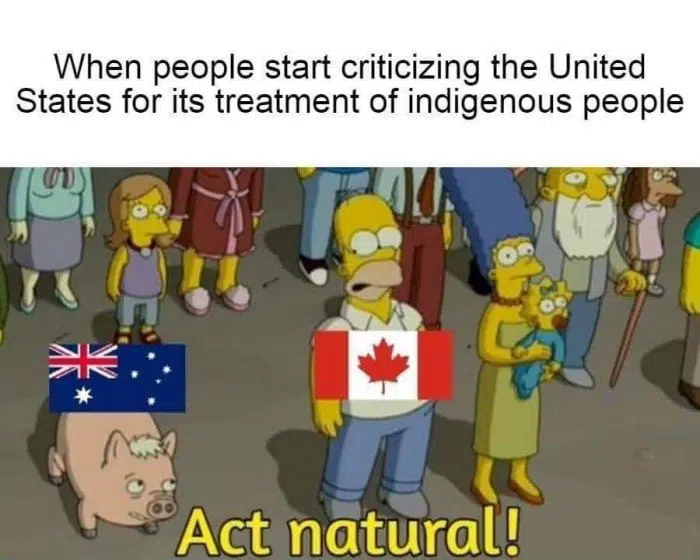 When people start criticizing the United
States for its treatment of indigenous people
Act natural!